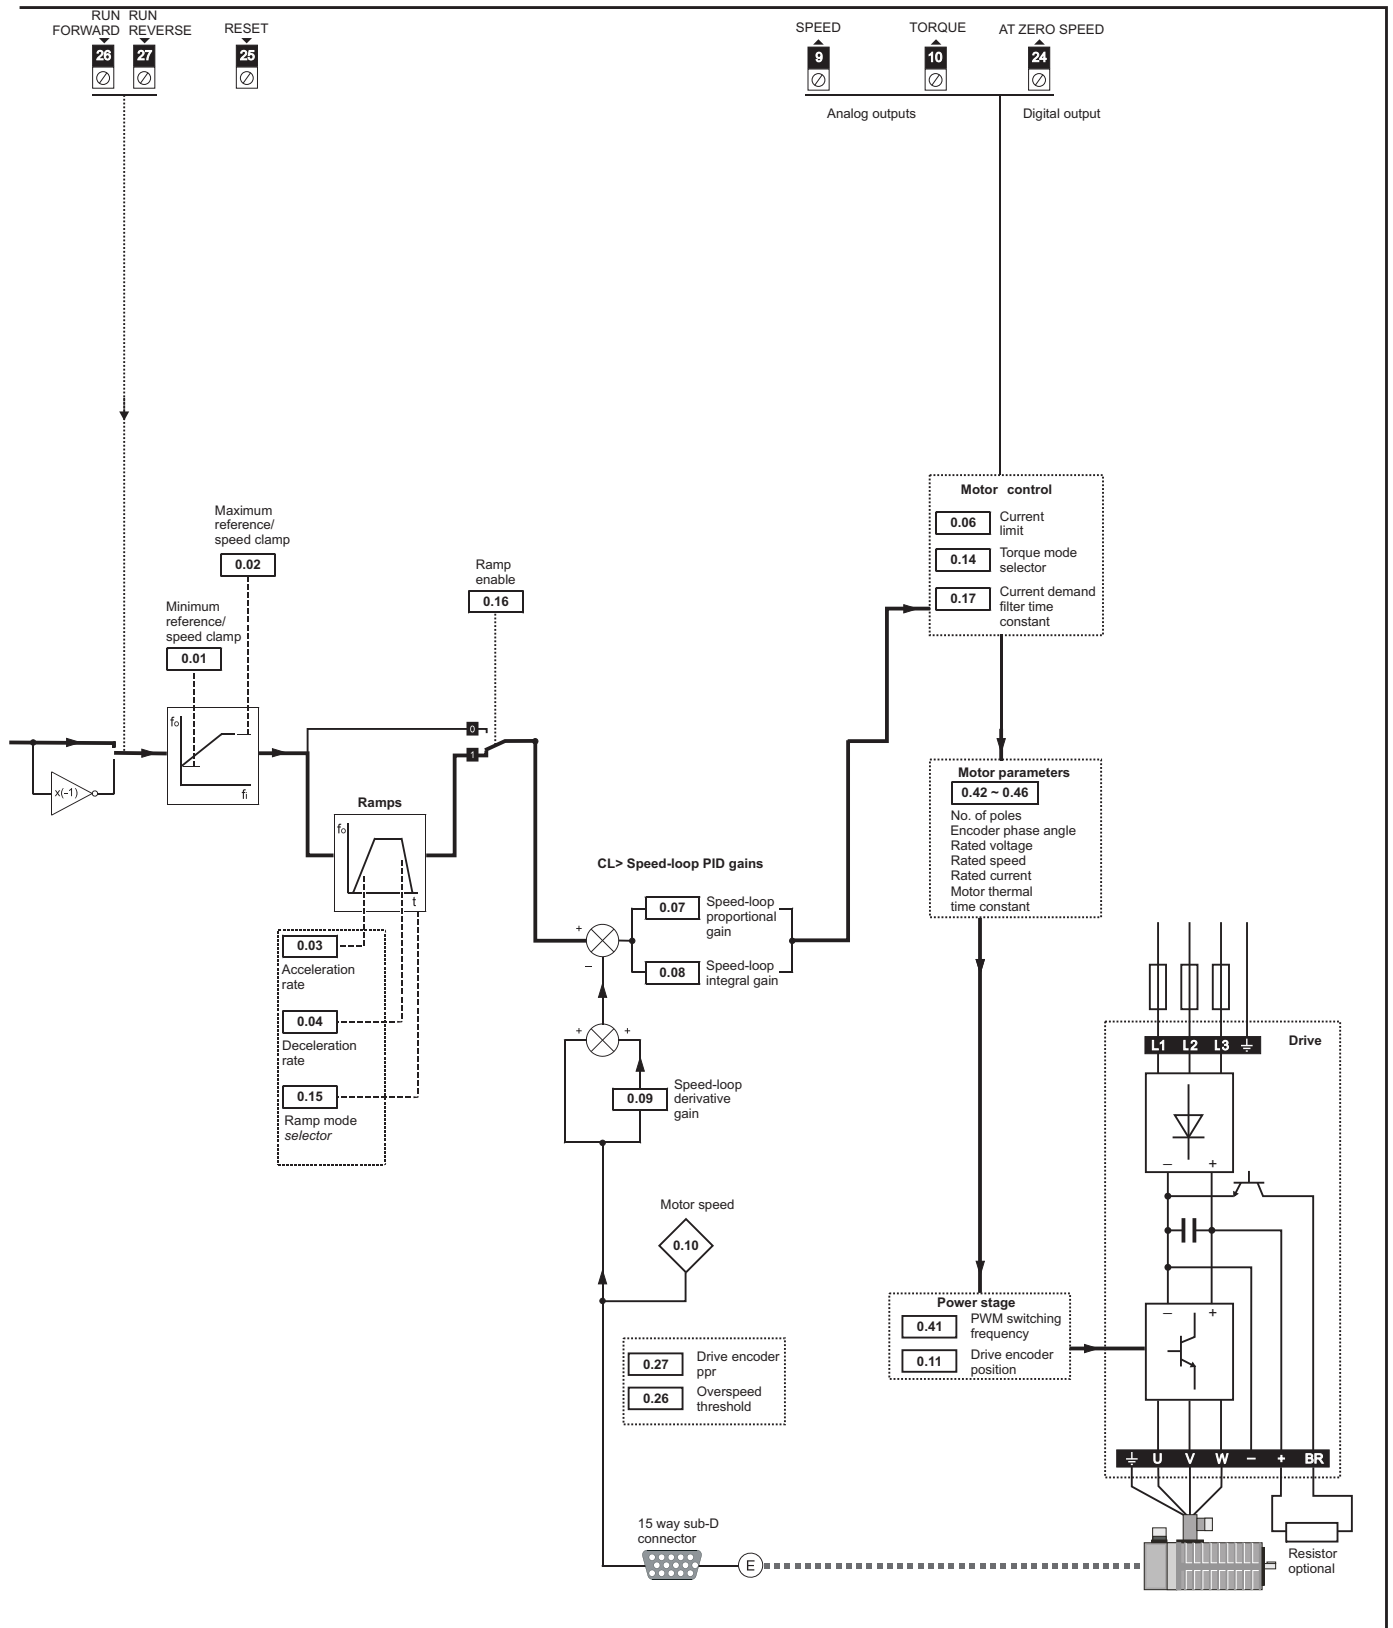 RUN FORWARD
RUN REVERSE
RESET
26
27
25
SPEED
TORQUE
AT ZERO SPEED
9
10
24
Analog outputs
Digital output
Motor control
0.06
Current
limit
0.14
Torque mode
selector
0.17
Current demand
filter time
constant
Maximum
reference/
speed clamp
0.02
Minimum
reference/
speed clamp
0.01
Ramp
enable
0.16
fo
fi
x(-1)
0
1
Ramps
fo
t
0.03
Acceleration
rate
0.04
Deceleration
rate
0.15
Ramp mode
selector
CL> Speed-loop PID gains
+
–
0.07
Speed-loop
proportional
gain
0.08
Speed-loop
integral gain
+
+
0.09
Speed-loop
derivative
gain
Motor speed
0.10
0.27
Drive encoder
ppr
0.26
Overspeed
threshold
15 way sub-D
connector
E
Motor parameters
0.42 ~ 0.46
No. of poles
Encoder phase angle
Rated voltage
Rated speed
Rated current
Motor thermal
time constant
Power stage
0.41
PWM switching
frequency
0.11
Drive encoder
position
L1 L2 L3
Drive
– +
– +
U V W – + BR
Resistor
optional